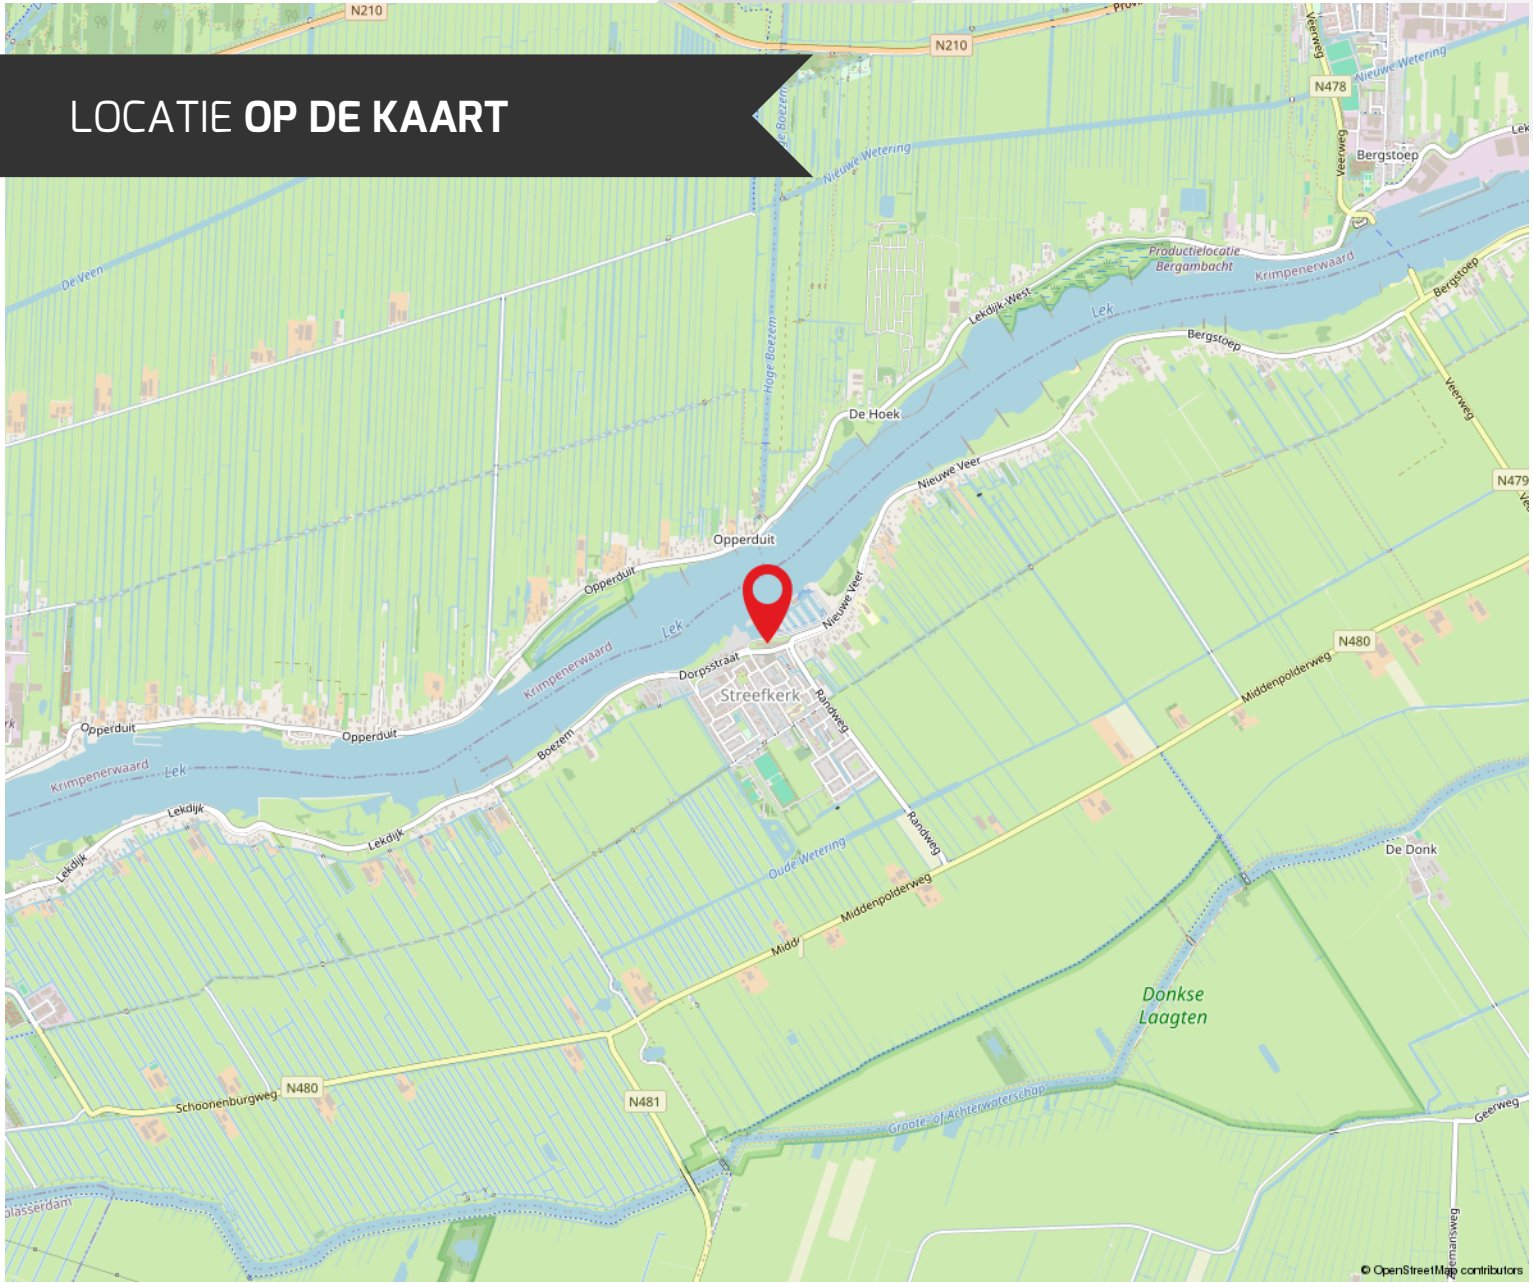 N210
Veerweg
N210
Nieuwe Wetering
N478
LOCATIE OP DE KAART
Nieuwe Wetering
Veerweg
Bergstoep
De Veen
Productielocatie
Bergambacht
Krimpenerwaard
Bergstoep
Lekdijk-West
Lek
Bergstoep
Hoge Boezem
Veerweg
De Hoek
Nieuwe Veer
N479
Opperduit
Opperduit
Nieuwe Veer
Lek
N480
Krimpenerwaard
Dorpsstraat
Middenpolderweg
Streefkerk
Randweg
Opperduit
Opperduit
Boezem
Krimpenerwaard
Lek
Lekdijk
Lekdijk
Randweg
Oude Wetering
De Donk
Lekdijk
Middenpolderweg
Midde
Donkse
Laagten
N480
Schoonenburgweg
N481
Groote- of Achterwaterschap
Geerweg
© OpenStreetMap contributors